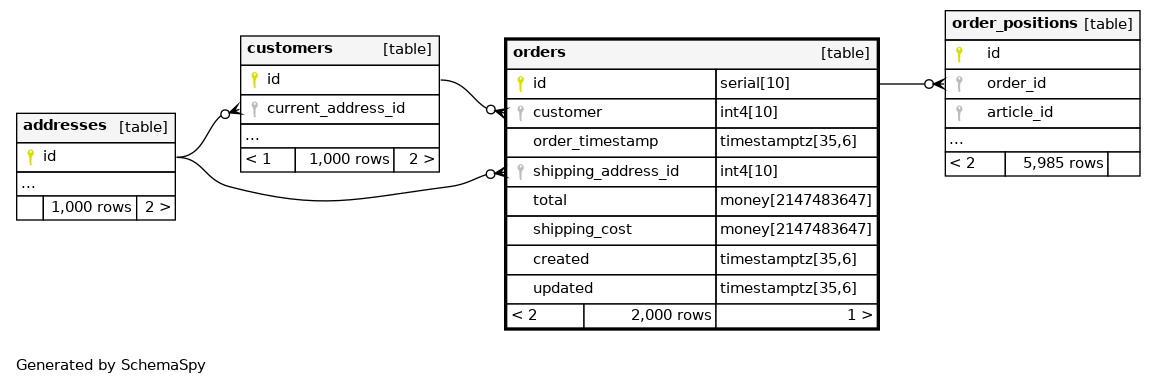 addresses [table]
id
...
1,000 rows 2 >
customers [table]
id
current_address_id
...
< 1 1,000 rows 2 >
orders [table]
id serial[10]
customer int4[10]
order_timestamp timestamptz[35,6]
shipping_address_id int4[10]
total money[2147483647]
shipping_cost money[2147483647]
created timestamptz[35,6]
updated timestamptz[35,6]
< 2 2,000 rows 1 >
order_positions [table]
id
order_id
article_id
...
< 2 5,985 rows
Generated by SchemaSpy